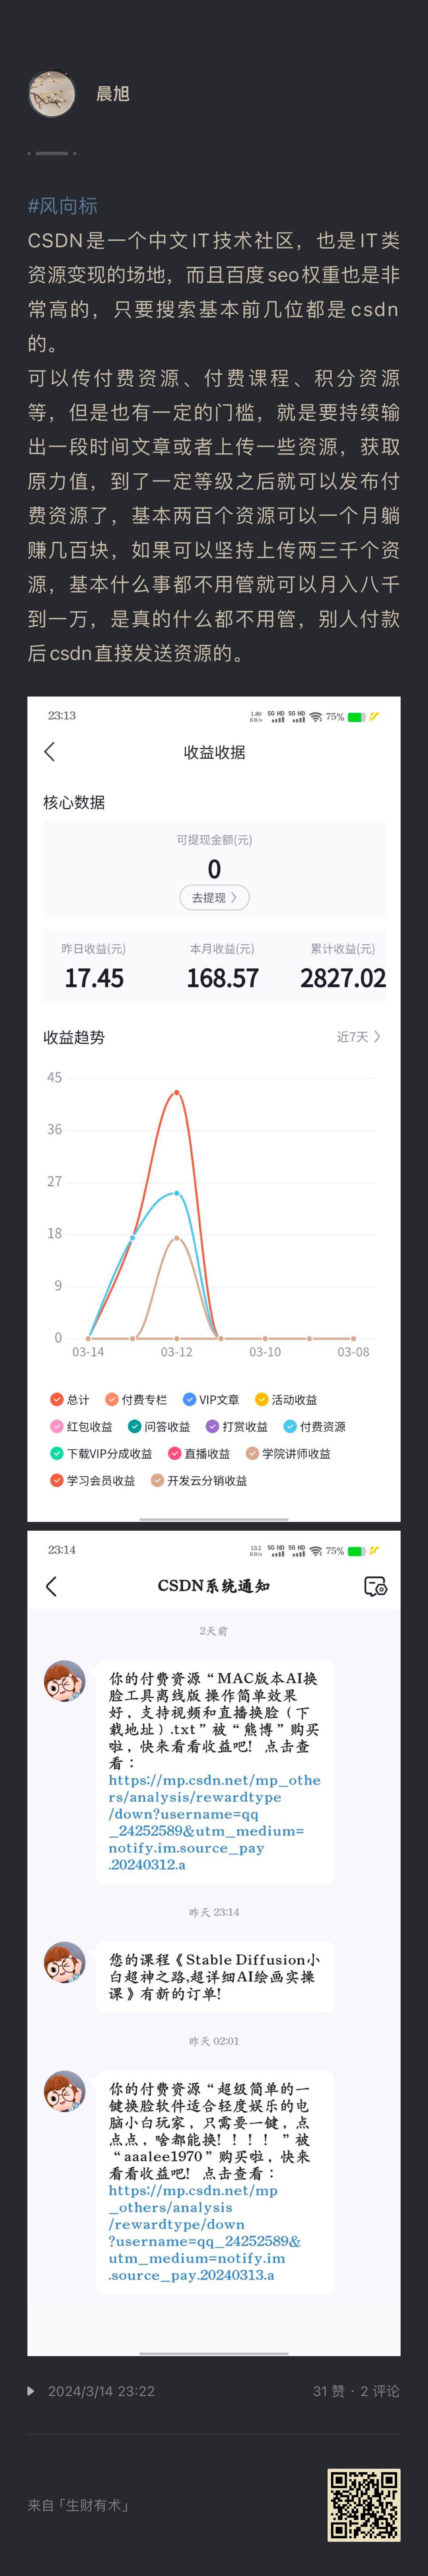 晨旭
#风向标
CSDN是一个中文IT技术社区，也是IT类
资源变现的场地，而且百度seo权重也是非
常高的，只要搜索基本前几位都是csdn
的。
可以传付费资源、付费课程、积分资源
等，但是也有一定的门槛，就是要持续输
出一段时间文章或者上传一些资源，获取
原力值，到了一定等级之后就可以发布付
费资源了，基本两百个资源可以一个月躺
赚几百块，如果可以坚持上传两三千个资
源，基本什么事都不用管就可以月入八千
到一万，是真的什么都不用管，别人付款
后csdn直接发送资源的。
23:13 1.80 KB/s 5G HD 5G HD 75%
收益收据
核心数据
可提现金额(元)
0
去提现
昨日收益(元) 本月收益(元) 累计收益(元)
17.45 168.57 2827.02
收益趋势 近7天
45
36
27
18
9
0
03-14 03-12 03-10 03-08
总计 付费专栏 VIP文章 活动收益
红包收益 问答收益 打赏收益 付费资源
下载VIP分成收益 直播收益 学院讲师收益
学习会员收益 开发云分销收益
23:14 13.1 KB/s 5G HD 5G HD 75%
CSDN系统通知
2天前
你的付费资源“MAC版本AI换
脸工具离线版 操作简单效果
好，支持视频和直播换脸（下
载地址）.txt”被“熊博”购买
啦，快来看看收益吧！点击查
看：
https://mp.csdn.net/mp_othe
rs/analysis/rewardtype
/down?username=qq
_24252589&utm_medium=
notify.im.source_pay
.20240312.a
昨天 23:14
您的课程《Stable Diffusion小
白超神之路,超详细AI绘画实操
课》有新的订单!
昨天 02:01
你的付费资源“超级简单的一
键换脸软件适合轻度娱乐的电
脑小白玩家，只需要一键，点
点点，啥都能换！！！！”被
“aaalee1970”购买啦，快来
看看收益吧！点击查看：
https://mp.csdn.net/mp
_others/analysis
/rewardtype/down
?username=qq_24252589&
utm_medium=notify.im
.source_pay.20240313.a
2024/3/14 23:22 31 赞 · 2 评论
来自「生财有术」